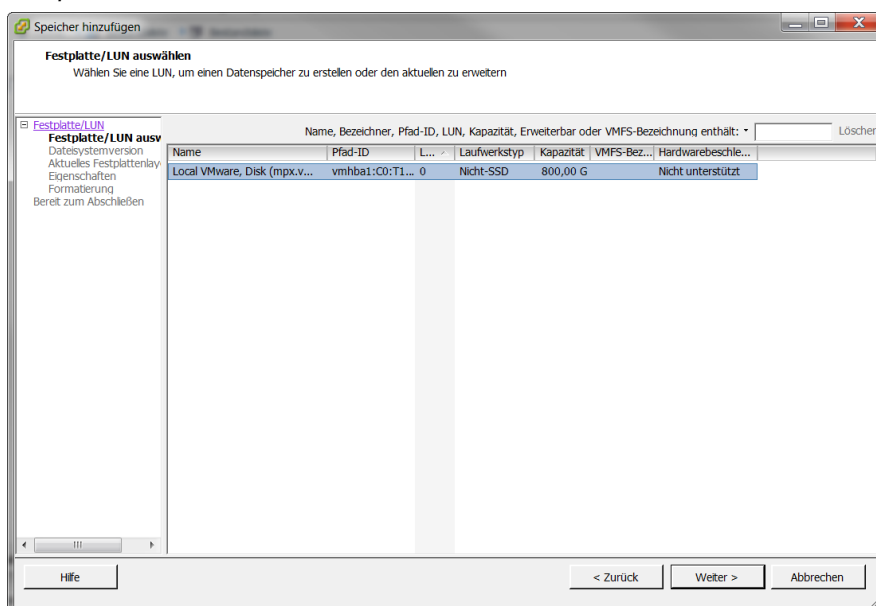 Speicher hinzufügen
Festplatte/LUN auswählen
Wählen Sie eine LUN, um einen Datenspeicher zu erstellen oder den aktuellen zu erweitern
Festplatte/LUN
Festplatte/LUN ausw
Dateisystemversion
Aktuelles Festplattenlay
Eigenschaften
Formatierung
Bereit zum Abschließen
Name, Bezeichner, Pfad-ID, LUN, Kapazität, Erweiterbar oder VMFS-Bezeichnung enthält: Löschen
Name Pfad-ID L... Laufwerkstyp Kapazität VMFS-Bez... Hardwarebeschle...
Local VMware, Disk (mpx.v... vmhba1:C0:T1... 0 Nicht-SSD 800,00 G Nicht unterstützt
Hilfe < Zurück Weiter > Abbrechen